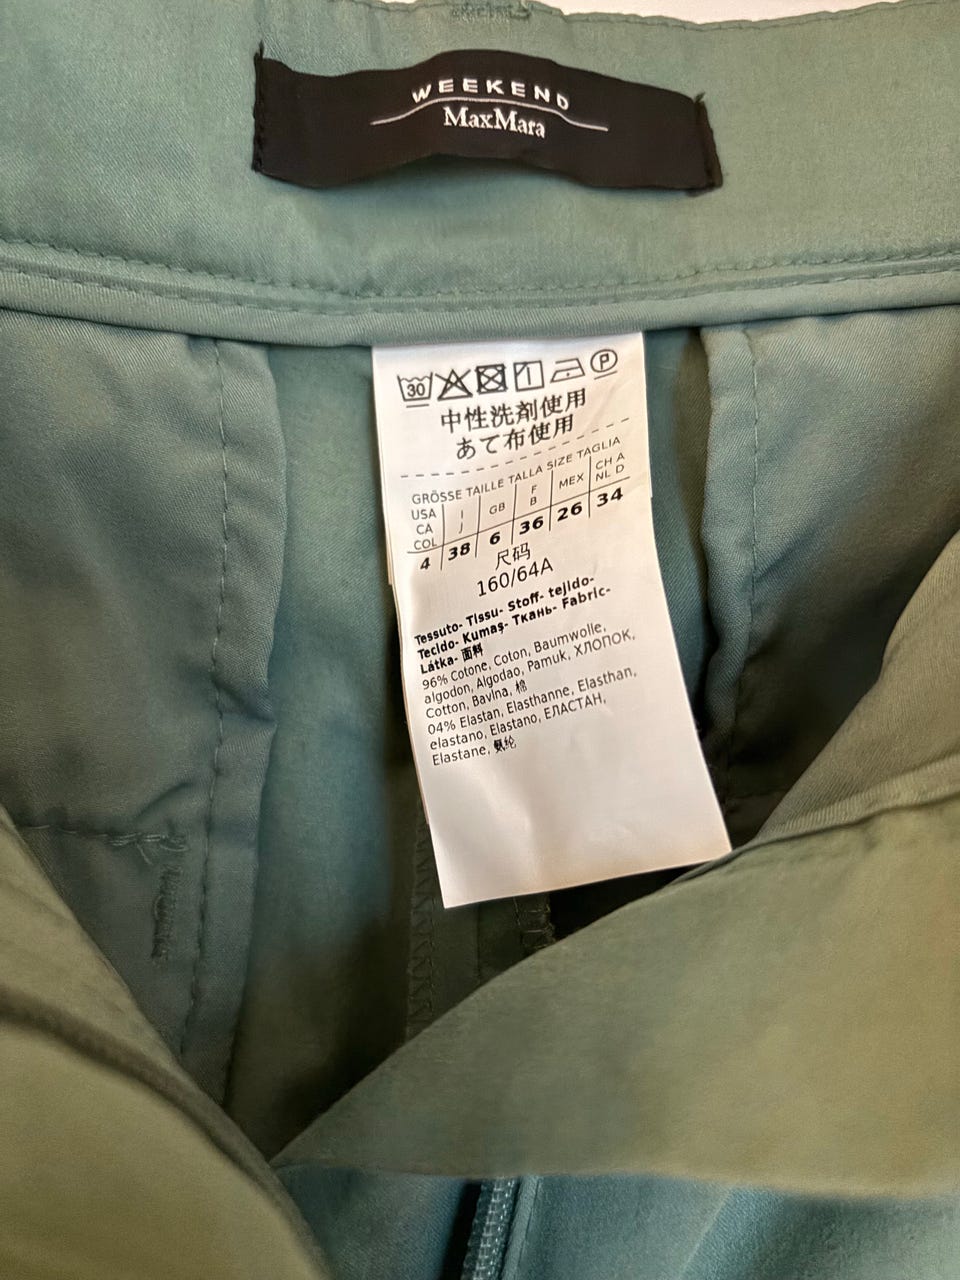 WEEKEND
MaxMara
30 P
中性洗剤使用
あて布使用
GRÖSSE TAILLE TALLA SIZE TAGLIA
USA CA COL | I J | GB | F B | MEX | CH A NL D
4 | 38 | 6 | 36 | 26 | 34
尺码
160/64A
Tessuto- Tissu- Stoff- tejido-
Tecido- Kumaş- Ткань- Fabric-
Látka- 面料
96% Cotone, Coton, Baumwolle,
algodon, Algodao, Pamuk, ХЛОПОК,
Cotton, Bavlna, 棉
04% Elastan, Elasthanne, Elasthan,
elastano, Elastano, ЕЛАСТАН,
Elastane, 氨纶